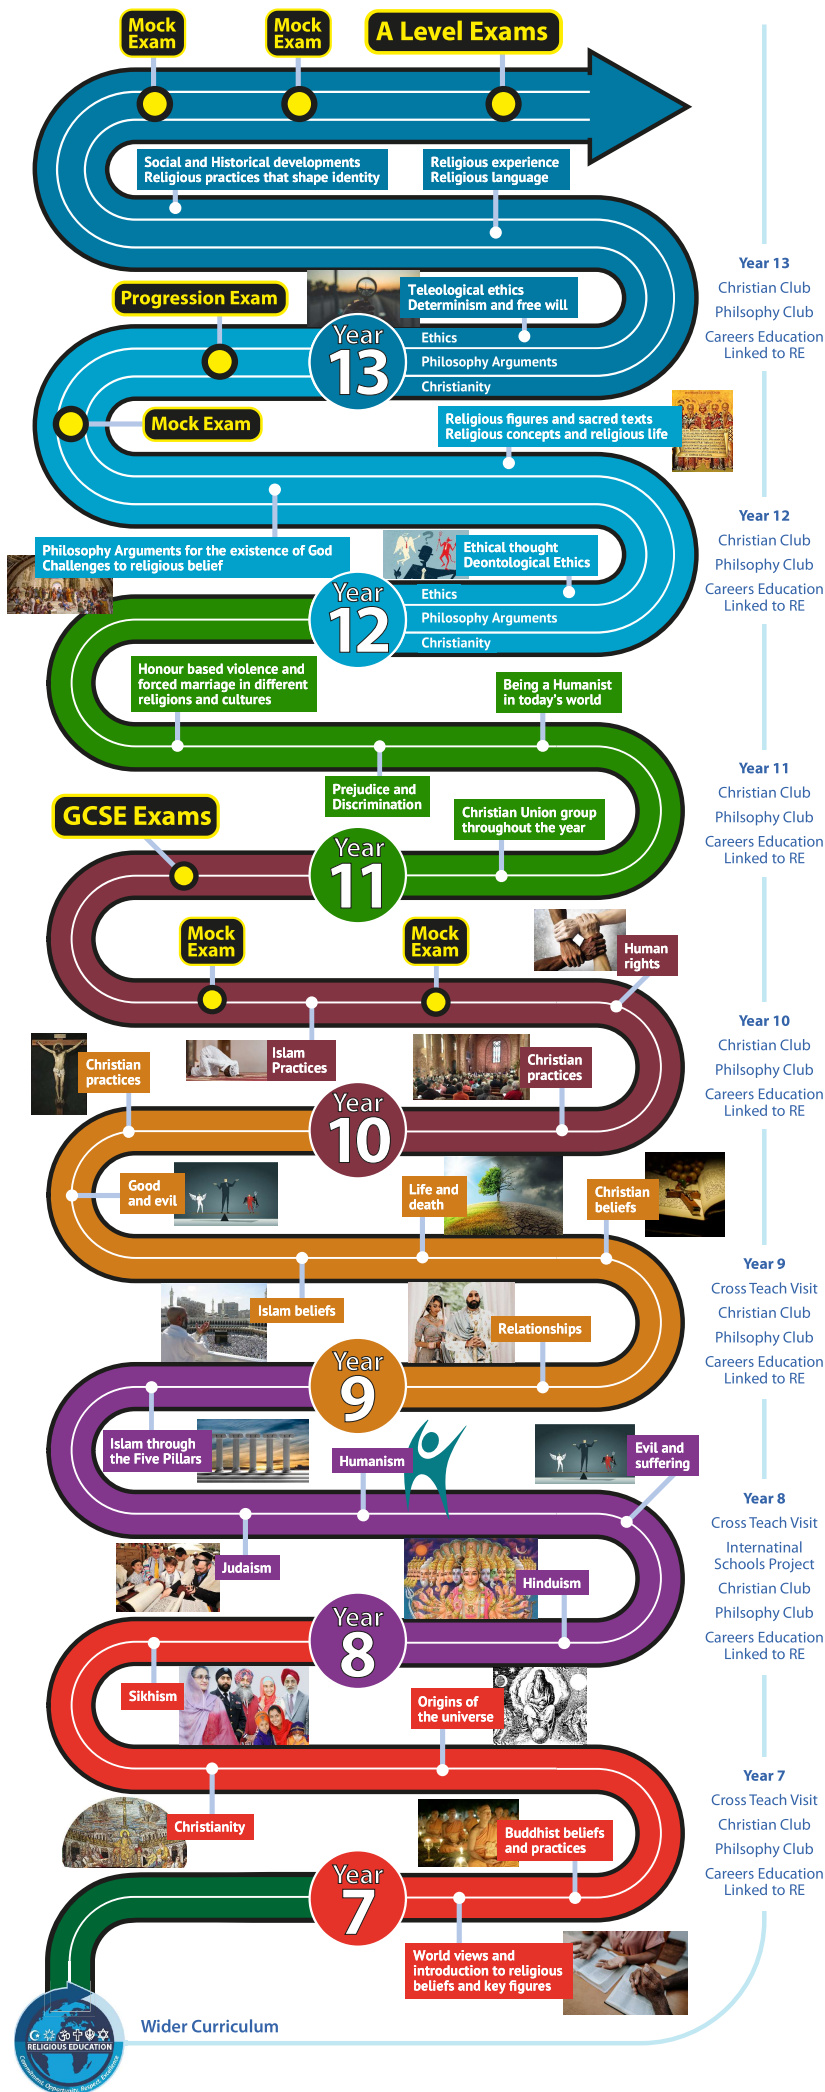 Mock
Exam
Mock
Exam
A Level Exams
Social and Historical developments
Religious practices that shape identity
Religious experience
Religious language
Year 13
Christian Club
Philsophy Club
Careers Education
Linked to RE
Progression Exam
Teleological ethics
Determinism and free will
Year
13
Ethics
Philosophy Arguments
Christianity
Mock Exam
Religious figures and sacred texts
Religious concepts and religious life
Year 12
Christian Club
Philsophy Club
Careers Education
Linked to RE
Philosophy Arguments for the existence of God
Challenges to religious belief
Ethical thought
Deontological Ethics
Year
12
Ethics
Philosophy Arguments
Christianity
Honour based violence and
forced marriage in different
religions and cultures
Being a Humanist
in today's world
Prejudice and
Discrimination
Year 11
Christian Club
Philsophy Club
Careers Education
Linked to RE
GCSE Exams
Christian Union group
throughout the year
Year
11
Mock
Exam
Mock
Exam
Human
rights
Islam
Practices
Christian
practices
Year 10
Christian Club
Philsophy Club
Careers Education
Linked to RE
Christian
practices
Year
10
Good
and evil
Life and
death
Christian
beliefs
Islam beliefs
Relationships
Year 9
Cross Teach Visit
Christian Club
Philsophy Club
Careers Education
Linked to RE
Year
9
Islam through
the Five Pillars
Humanism
Evil and
suffering
Judaism
Hinduism
Year 8
Cross Teach Visit
Internatinal
Schools Project
Christian Club
Philsophy Club
Careers Education
Linked to RE
Year
8
Sikhism
Origins of
the universe
Christianity
Buddhist beliefs
and practices
Year 7
Cross Teach Visit
Christian Club
Philsophy Club
Careers Education
Linked to RE
Year
7
World views and
introduction to religious
beliefs and key figures
Wider Curriculum
RELIGIOUS EDUCATION
Commitment, Opportunity, Respect, Excellence